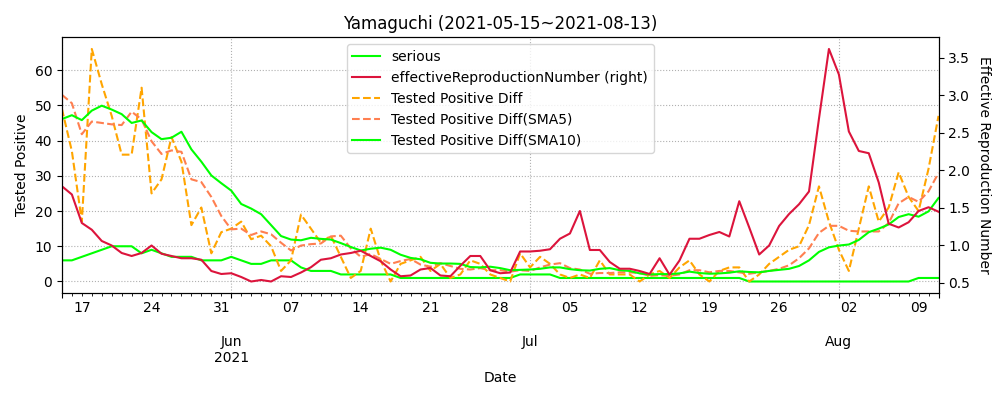 Yamaguchi (2021-05-15~2021-08-13)
serious
effectiveReproductionNumber (right)
Tested Positive Diff
Tested Positive Diff(SMA5)
Tested Positive Diff(SMA10)
Tested Positive
60
50
40
30
20
10
0
3.5
3.0
2.5
2.0
1.5
1.0
0.5
Effective Reproduction Number
17 24 31 07 14 21 28 05 12 19 26 02 09
Jun Jul Aug
2021
Date